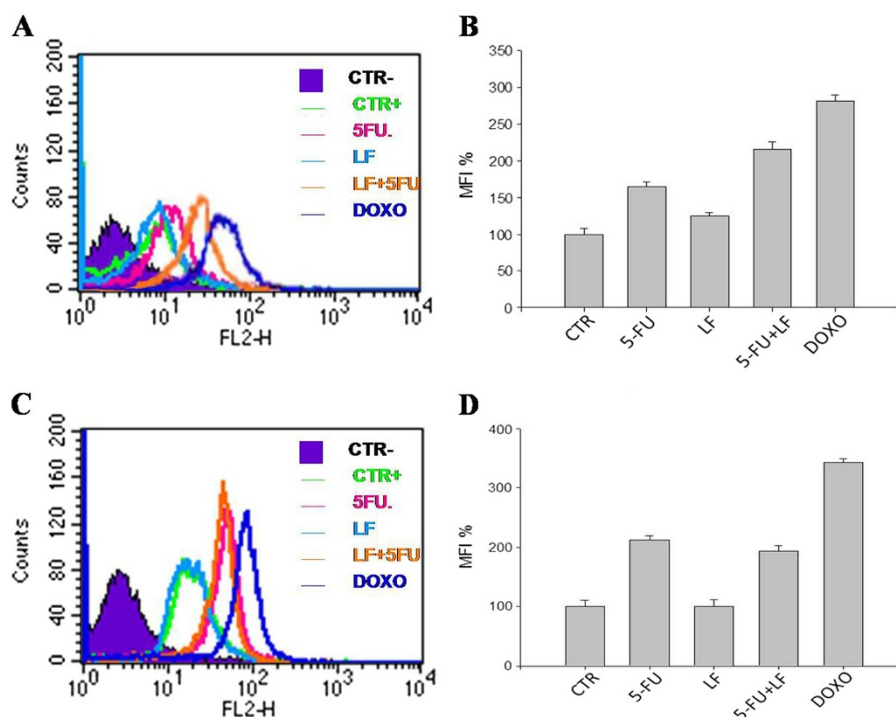 A
Counts
200
160
120
80
40
0
CTR-
CTR+
5FU.
LF
LF+5FU
DOXO
10^0 10^1 10^2 10^3 10^4
FL2-H
B
MFI %
350
300
250
200
150
100
50
0
CTR 5-FU LF 5-FU+LF DOXO
C
Counts
200
160
120
80
40
0
CTR-
CTR+
5FU.
LF
LF+5FU
DOXO
10^0 10^1 10^2 10^3 10^4
FL2-H
D
MFI %
400
300
200
100
0
CTR 5-FU LF 5-FU+LF DOXO